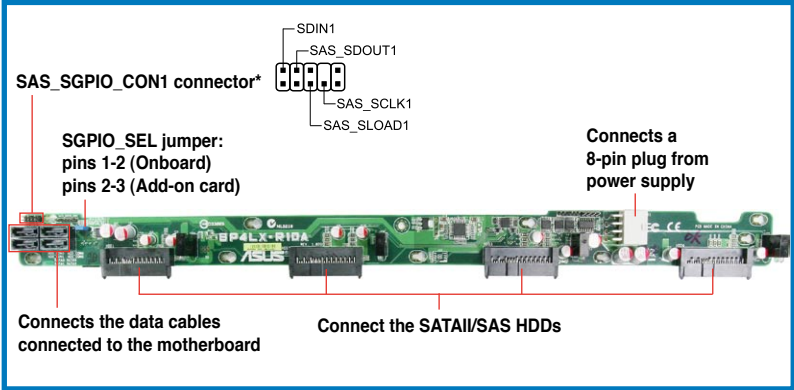 SDIN1
SAS_SDOUT1
SAS_SGPIO_CON1 connector*
SAS_SCLK1
SAS_SLOAD1
SGPIO_SEL jumper:
pins 1-2 (Onboard)
pins 2-3 (Add-on card)
Connects a
8-pin plug from
power supply
BP4LX-R10A
ASUS
Connects the data cables
connected to the motherboard
Connect the SATAII/SAS HDDs